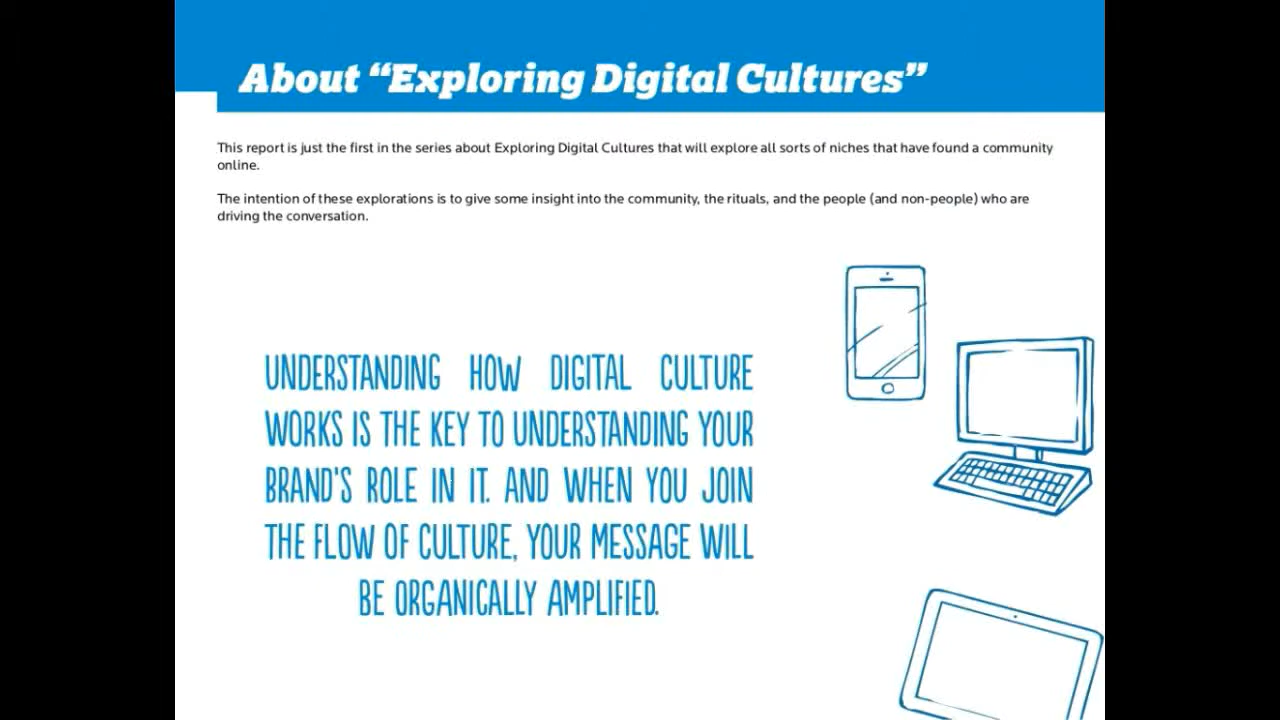 About “Exploring Digital Cultures”
This report is just the first in the series about Exploring Digital Cultures that will explore all sorts of niches that have found a community
online.
The intention of these explorations is to give some insight into the community, the rituals, and the people (and non-people) who are
driving the conversation.
UNDERSTANDING HOW DIGITAL CULTURE
WORKS IS THE KEY TO UNDERSTANDING YOUR
BRAND'S ROLE IN IT. AND WHEN YOU JOIN
THE FLOW OF CULTURE, YOUR MESSAGE WILL
BE ORGANICALLY AMPLIFIED.